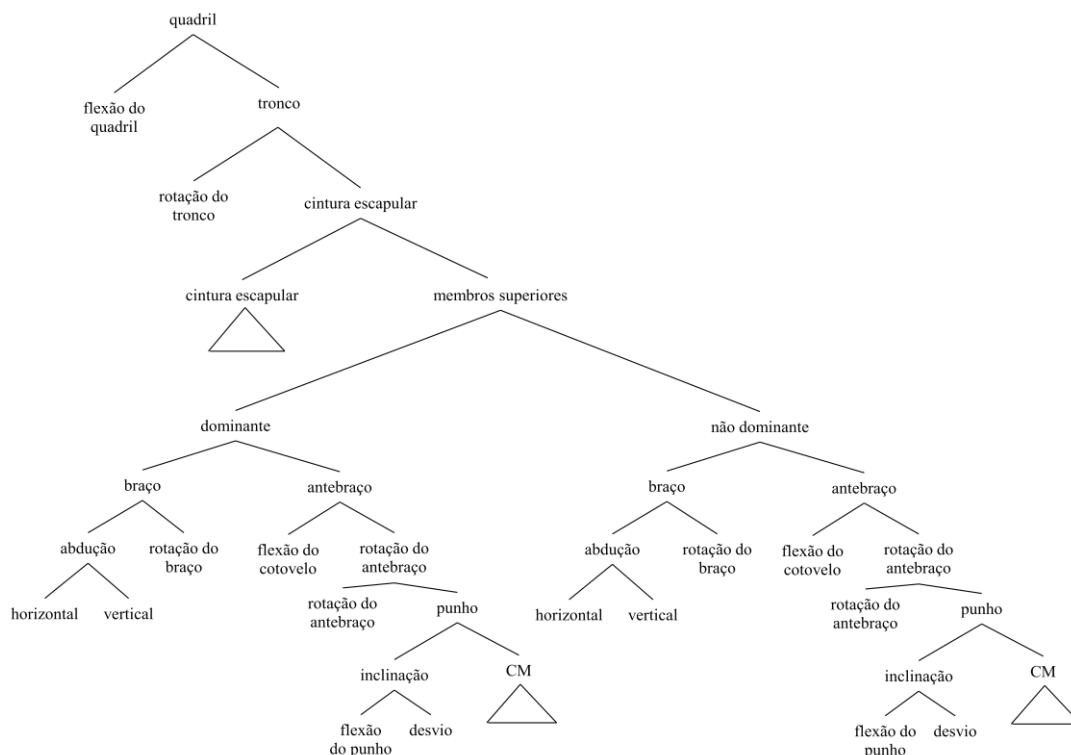 quadril
flexão do
quadril
tronco
rotação do
tronco
cintura escapular
cintura escapular
membros superiores
dominante
não dominante
braço
antebraço
braço
antebraço
abdução
rotação do
braço
flexão do
cotovelo
rotação do
antebraço
abdução
rotação do
braço
flexão do
cotovelo
rotação do
antebraço
horizontal
vertical
rotação do
antebraço
punho
horizontal
vertical
rotação do
antebraço
punho
inclinação
CM
inclinação
CM
flexão
do punho
desvio
flexão do
punho
desvio